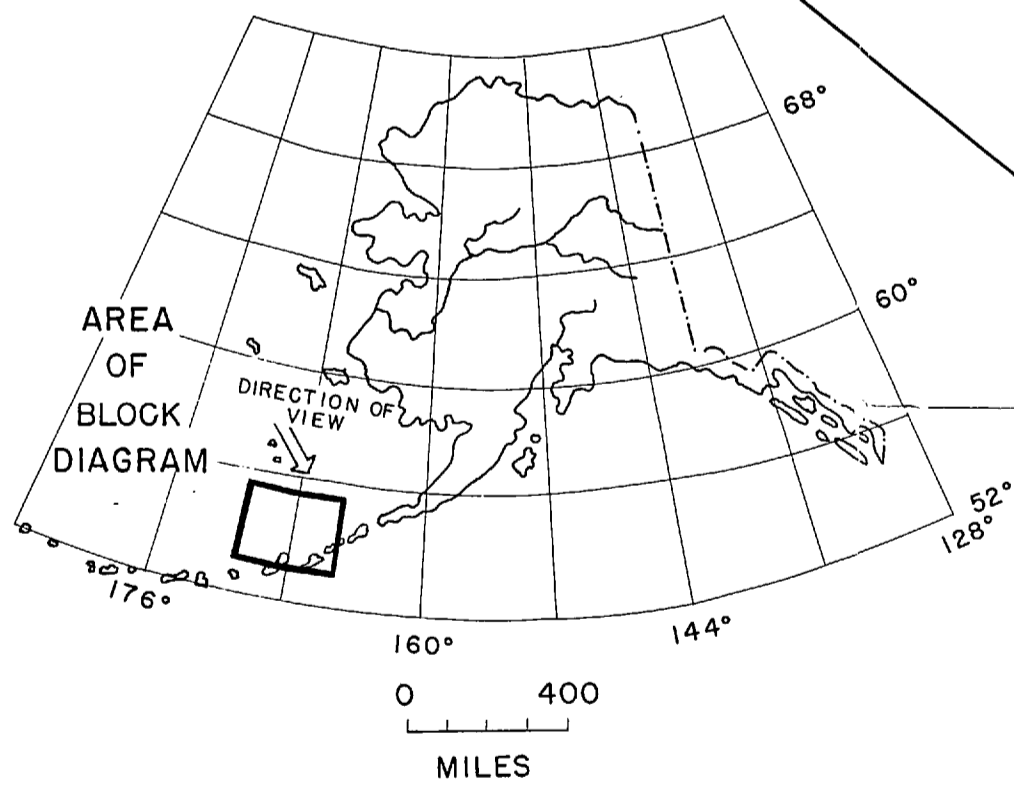 68°
60°
AREA
OF
BLOCK
DIAGRAM
DIRECTION OF
VIEW
52°
128°
176°
160°
144°
0 400
MILES